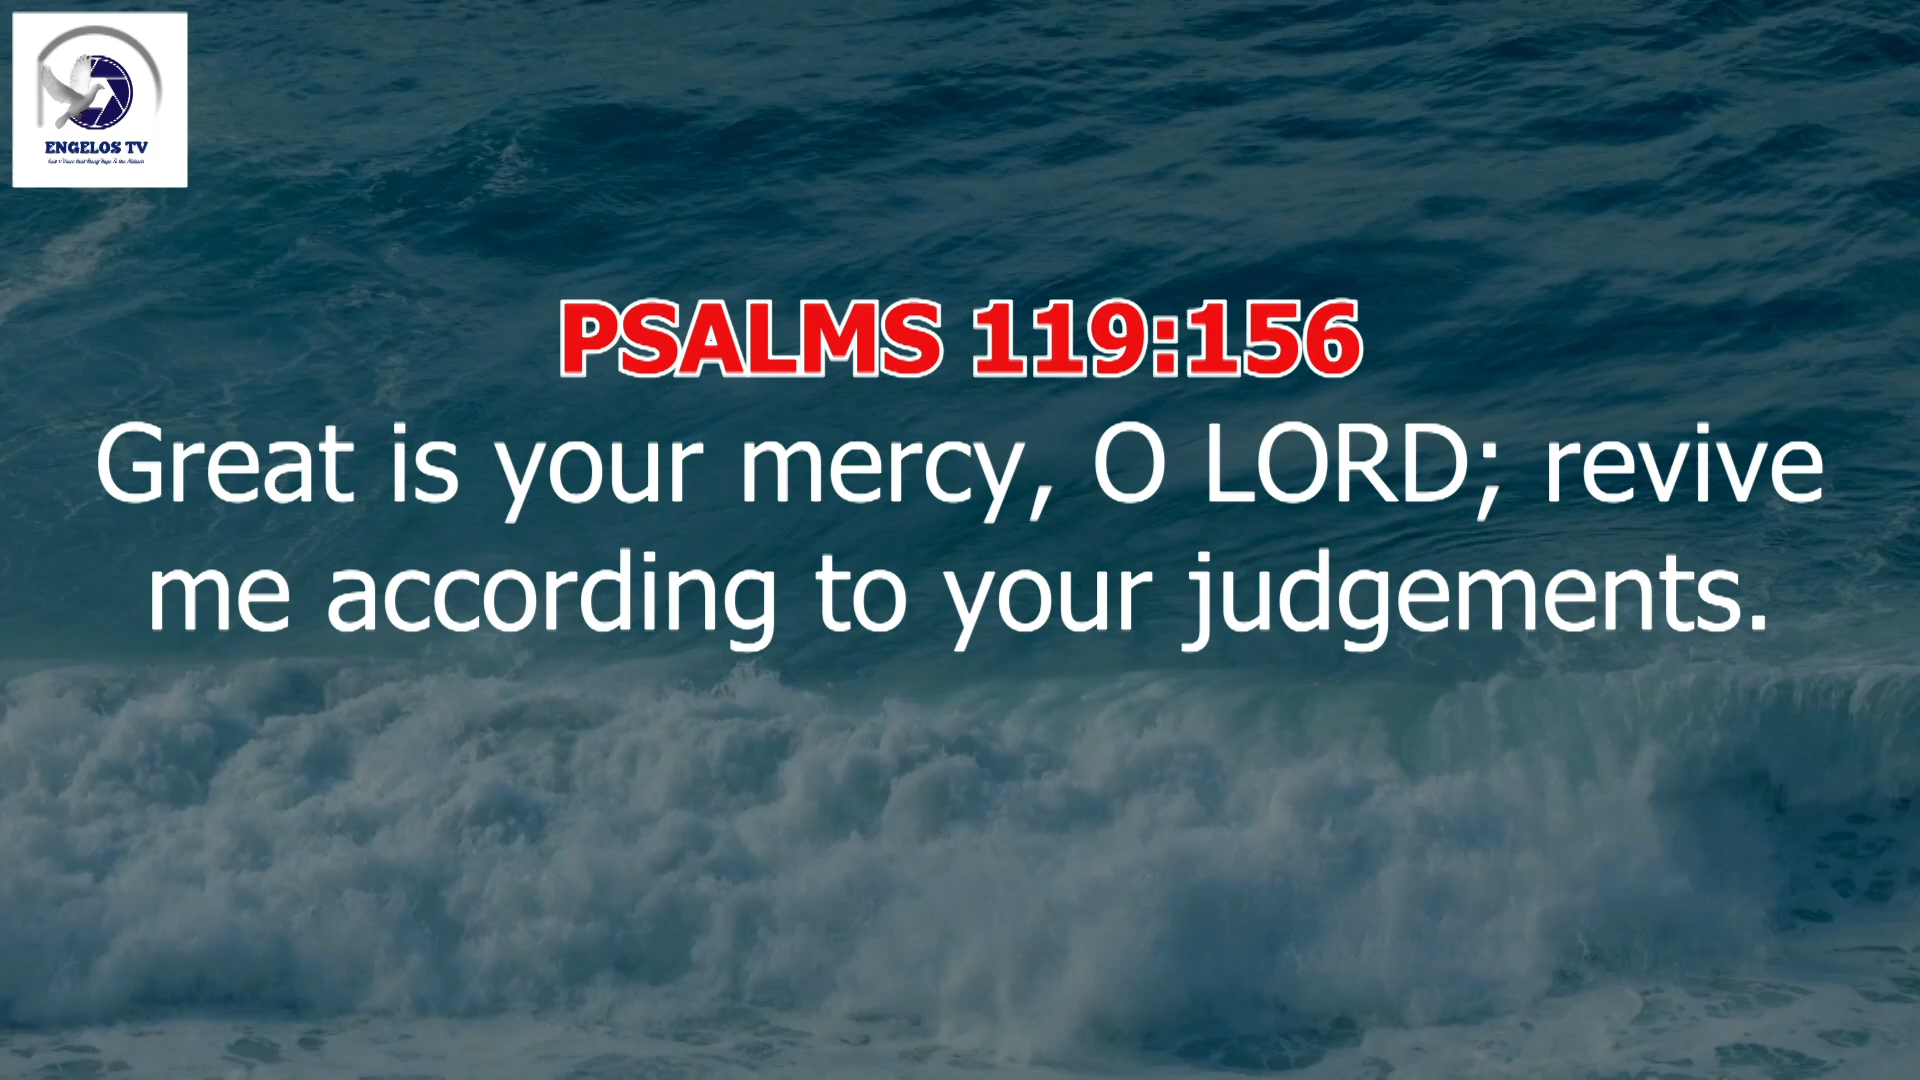 ENGELOS TV
PSALMS 119:156
Great is your mercy, O LORD; revive
me according to your judgements.